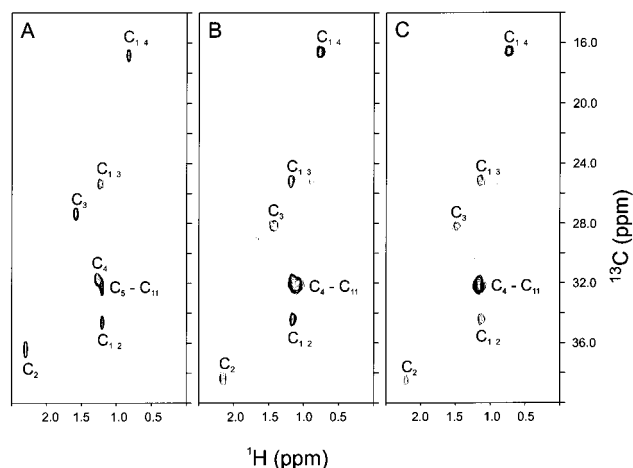 A
C₁₄
C₁₃
C₃
C₄
C₅ – C₁₁
C₁₂
C₂
B
C₁₄
C₁₃
C₃
C₄ – C₁₁
C₁₂
C₂
C
C₁₄
C₁₃
C₃
C₄ – C₁₁
C₁₂
C₂
16.0
20.0
24.0
28.0
32.0
36.0
¹³C (ppm)
2.0 1.5 1.0 0.5
2.0 1.5 1.0 0.5
2.0 1.5 1.0 0.5
¹H (ppm)